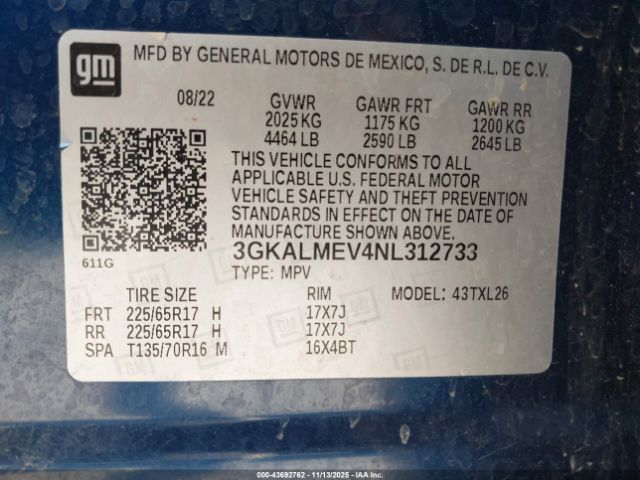 gm
MFD BY GENERAL MOTORS DE MEXICO, S. DE R.L. DE C.V.
08/22 GVWR GAWR FRT GAWR RR
2025 KG 1175 KG 1200 KG
4464 LB 2590 LB 2645 LB
THIS VEHICLE CONFORMS TO ALL
APPLICABLE U.S. FEDERAL MOTOR
VEHICLE SAFETY AND THEFT PREVENTION
STANDARDS IN EFFECT ON THE DATE OF
MANUFACTURE SHOWN ABOVE.
611G
3GKALMEV4NL312733
TYPE: MPV
TIRE SIZE RIM MODEL: 43TXL26
FRT 225/65R17 H 17X7J
RR 225/65R17 H 17X7J
SPA T135/70R16 M 16X4BT
000-43692762 - 11/13/2025 - IAAI.COM